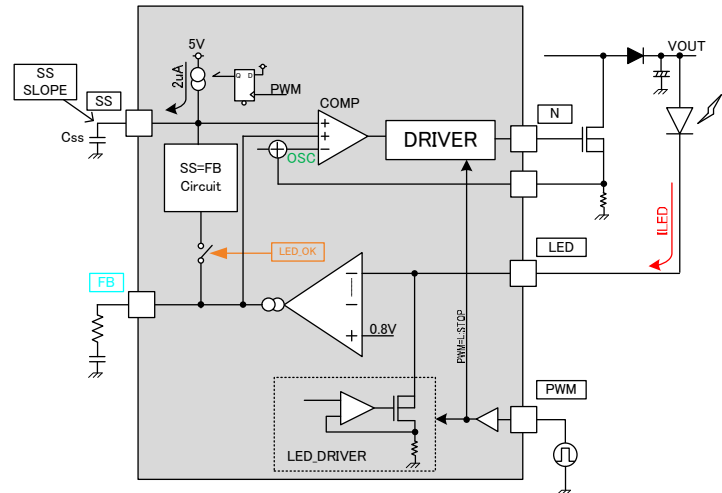 5V
VOUT
SS
SLOPE
SS
2uA
Q D
PWM
COMP
N
Css
+
+
DRIVER
OSC
SS=FB
Circuit
ILED
LED
LED_OK
FB
0.8V
+
PWM=L:STOP
PWM
LED_DRIVER